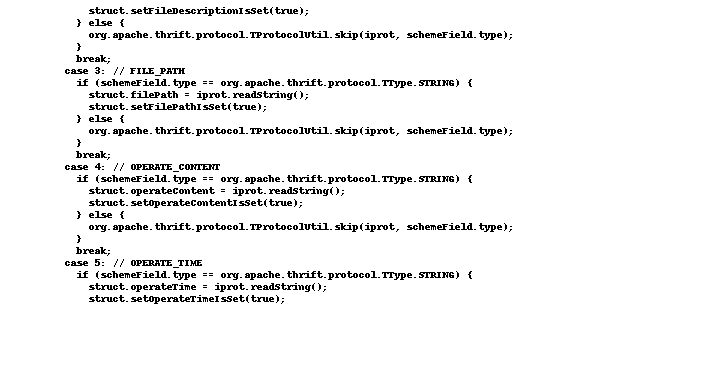 struct.setFileDescriptionIsSet(true);
} else {
org.apache.thrift.protocol.TProtocolUtil.skip(iprot, schemeField.type);
}
break;
case 3: // FILE_PATH
if (schemeField.type == org.apache.thrift.protocol.TType.STRING) {
struct.filePath = iprot.readString();
struct.setFilePathIsSet(true);
} else {
org.apache.thrift.protocol.TProtocolUtil.skip(iprot, schemeField.type);
}
break;
case 4: // OPERATE_CONTENT
if (schemeField.type == org.apache.thrift.protocol.TType.STRING) {
struct.operateContent = iprot.readString();
struct.setOperateContentIsSet(true);
} else {
org.apache.thrift.protocol.TProtocolUtil.skip(iprot, schemeField.type);
}
break;
case 5: // OPERATE_TIME
if (schemeField.type == org.apache.thrift.protocol.TType.STRING) {
struct.operateTime = iprot.readString();
struct.setOperateTimeIsSet(true);